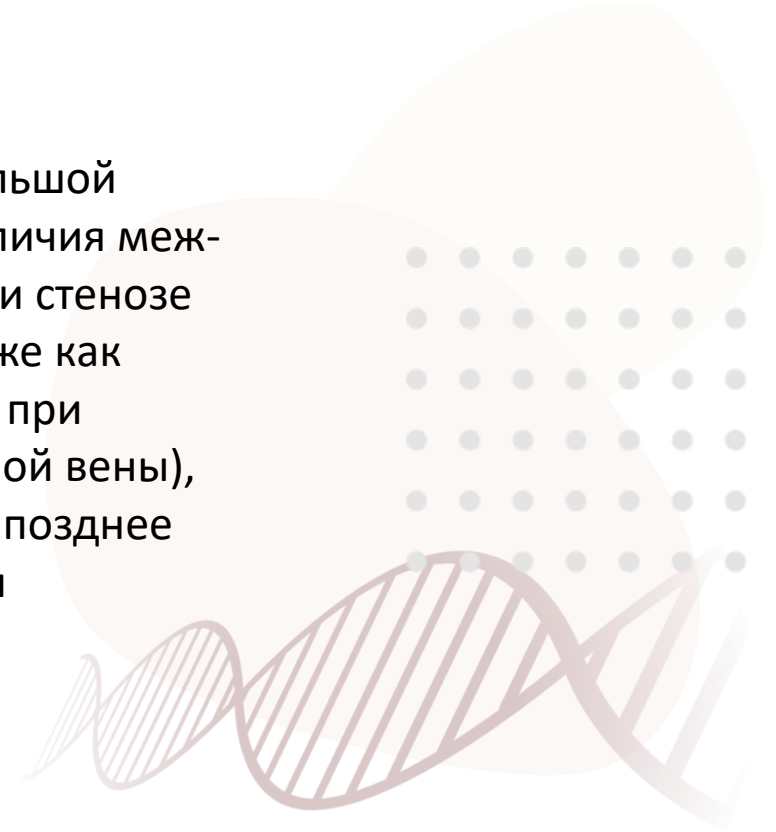 льшой
личия меж-
и стенозе
же как
при
ой вены),
позднее